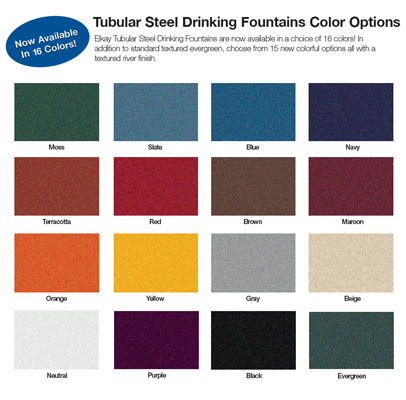 Tubular Steel Drinking Fountains Color Options
Now Available
In 16 Colors!
Elkay Tubular Steel Drinking Fountains are now available in a choice of 16 colors! In
addition to standard textured evergreen, choose from 15 new colorful options all with a
textured river finish.
Moss Slate Blue Navy
Terracotta Red Brown Maroon
Orange Yellow Gray Beige
Neutral Purple Black Evergreen